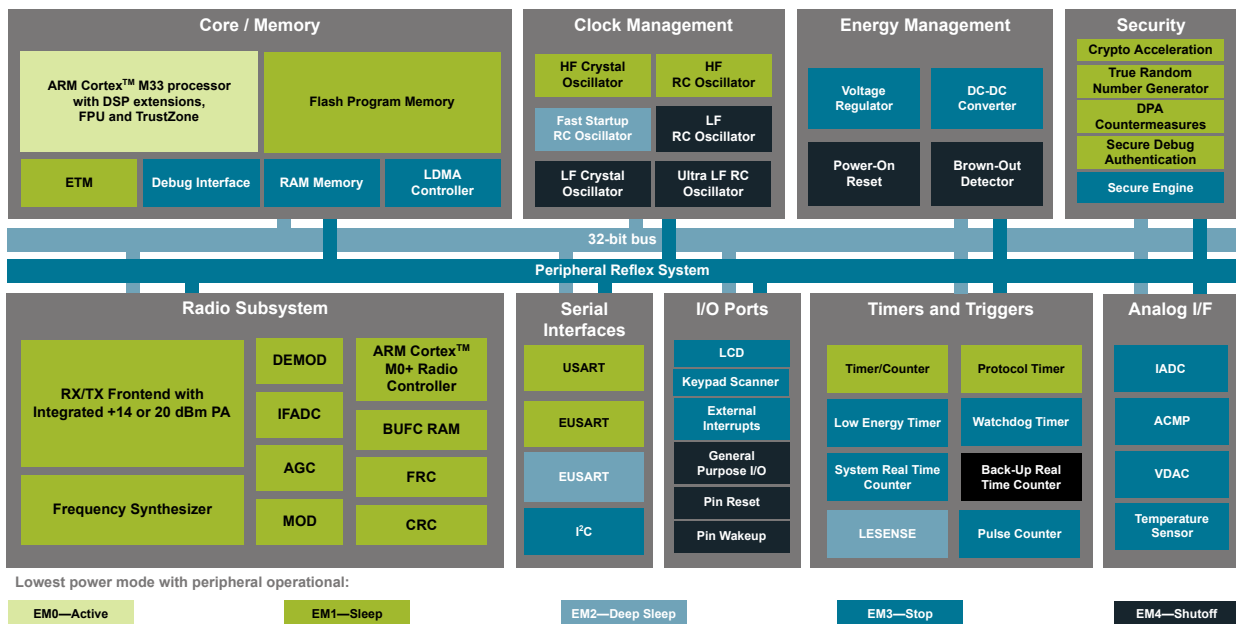 Core / Memory
ARM Cortex™ M33 processor
with DSP extensions,
FPU and TrustZone
Flash Program Memory
ETM
Debug Interface
RAM Memory
LDMA
Controller
Clock Management
HF Crystal
Oscillator
HF
RC Oscillator
Fast Startup
RC Oscillator
LF
RC Oscillator
LF Crystal
Oscillator
Ultra LF RC
Oscillator
Energy Management
Voltage
Regulator
DC-DC
Converter
Power-On
Reset
Brown-Out
Detector
Security
Crypto Acceleration
True Random
Number Generator
DPA
Countermeasures
Secure Debug
Authentication
Secure Engine
32-bit bus
Peripheral Reflex System
Radio Subsystem
RX/TX Frontend with
Integrated +14 or 20 dBm PA
Frequency Synthesizer
DEMOD
IFADC
AGC
MOD
ARM Cortex™
M0+ Radio
Controller
BUFC RAM
FRC
CRC
Serial
Interfaces
USART
EUSART
EUSART
I²C
I/O Ports
LCD
Keypad Scanner
External
Interrupts
General
Purpose I/O
Pin Reset
Pin Wakeup
Timers and Triggers
Timer/Counter
Protocol Timer
Low Energy Timer
Watchdog Timer
System Real Time
Counter
Back-Up Real
Time Counter
LESENSE
Pulse Counter
Analog I/F
IADC
ACMP
VDAC
Temperature
Sensor
Lowest power mode with peripheral operational:
EM0—Active
EM1—Sleep
EM2—Deep Sleep
EM3—Stop
EM4—Shutoff